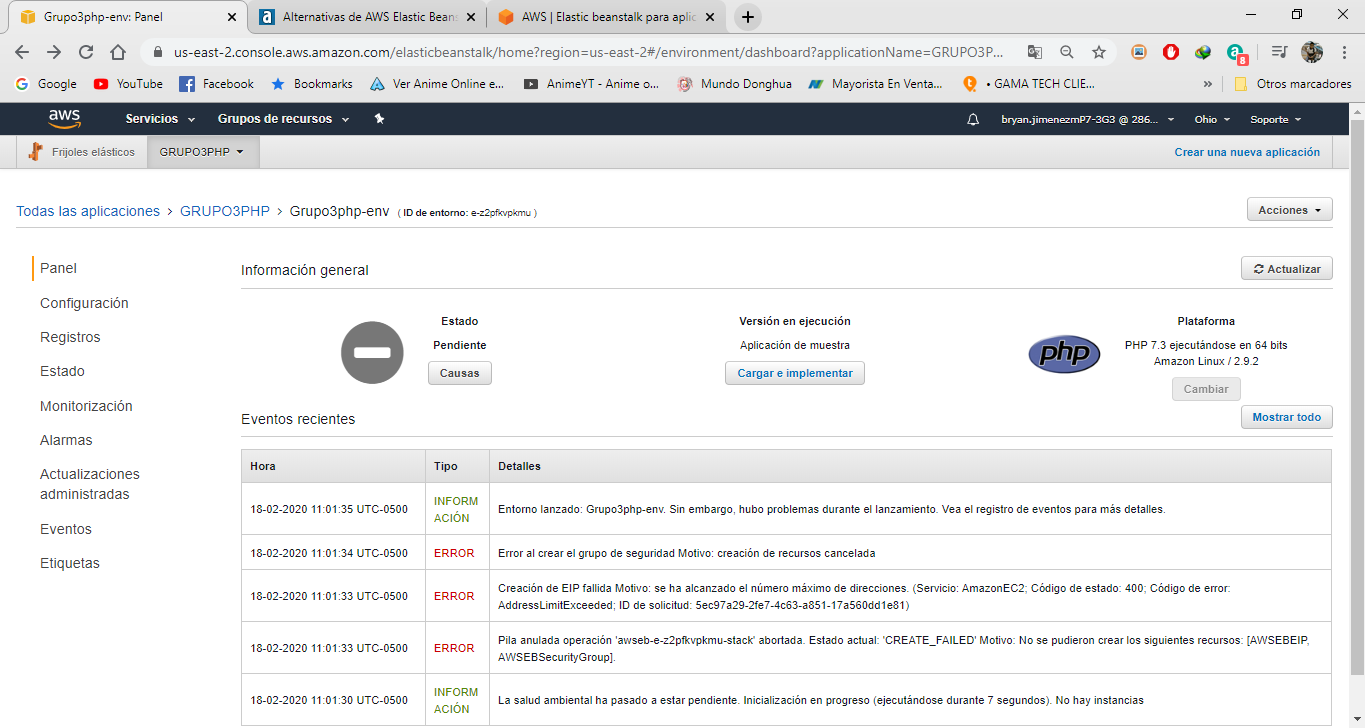 Grupo3php-env: Panel
Alternativas de AWS Elastic Bean
AWS | Elastic beanstalk para aplic
us-east-2.console.aws.amazon.com/elasticbeanstalk/home?region=us-east-2#/environment/dashboard?applicationName=GRUPO3P...
8
Google YouTube Facebook Bookmarks Ver Anime Online e... AnimeYT - Anime o... Mundo Donghua Mayorista En Venta... • GAMA TECH CLIE... » Otros marcadores
aws Servicios Grupos de recursos bryan.jimenezmP7-3G3 @ 286... Ohio Soporte
Frijoles elásticos GRUPO3PHP Crear una nueva aplicación
Todas las aplicaciones > GRUPO3PHP > Grupo3php-env ( ID de entorno: e-z2pfkvpkmu ) Acciones
Panel
Configuración
Registros
Estado
Monitorización
Alarmas
Actualizaciones
administradas
Eventos
Etiquetas
Información general Actualizar
Estado
Pendiente
Causas
Versión en ejecución
Aplicación de muestra
Cargar e implementar
php
Plataforma
PHP 7.3 ejecutándose en 64 bits
Amazon Linux / 2.9.2
Cambiar
Eventos recientes Mostrar todo
Hora Tipo Detalles
18-02-2020 11:01:35 UTC-0500 INFORM
ACIÓN Entorno lanzado: Grupo3php-env. Sin embargo, hubo problemas durante el lanzamiento. Vea el registro de eventos para más detalles.
18-02-2020 11:01:34 UTC-0500 ERROR Error al crear el grupo de seguridad Motivo: creación de recursos cancelada
18-02-2020 11:01:33 UTC-0500 ERROR Creación de EIP fallida Motivo: se ha alcanzado el número máximo de direcciones. (Servicio: AmazonEC2; Código de estado: 400; Código de error:
AddressLimitExceeded; ID de solicitud: 5ec97a29-2fe7-4c63-a851-17a560dd1e81)
18-02-2020 11:01:33 UTC-0500 ERROR Pila anulada operación 'awseb-e-z2pfkvpkmu-stack' abortada. Estado actual: 'CREATE_FAILED' Motivo: No se pudieron crear los siguientes recursos: [AWSEBEIP,
AWSEBSecurityGroup].
18-02-2020 11:01:30 UTC-0500 INFORM
ACIÓN La salud ambiental ha pasado a estar pendiente. Inicialización en progreso (ejecutándose durante 7 segundos). No hay instancias